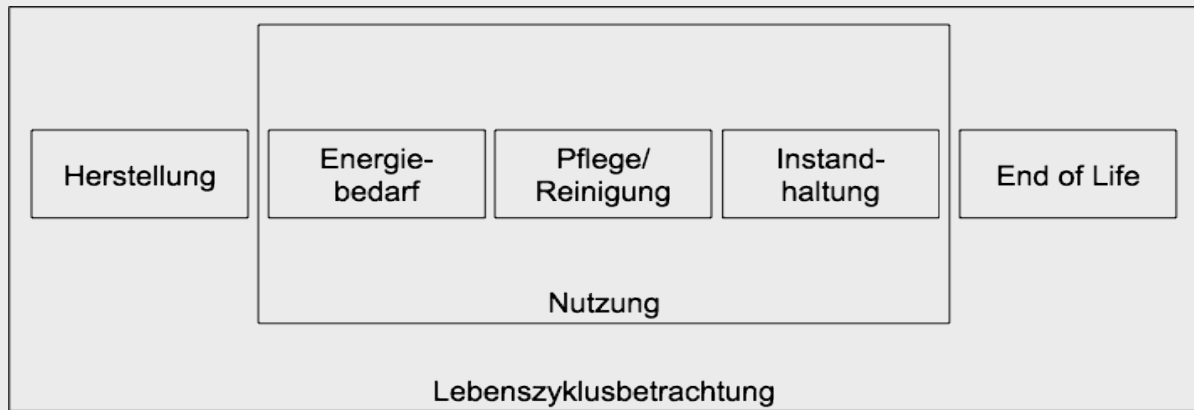 Herstellung
Energie-
bedarf
Pflege/
Reinigung
Instand-
haltung
End of Life
Nutzung
Lebenszyklusbetrachtung